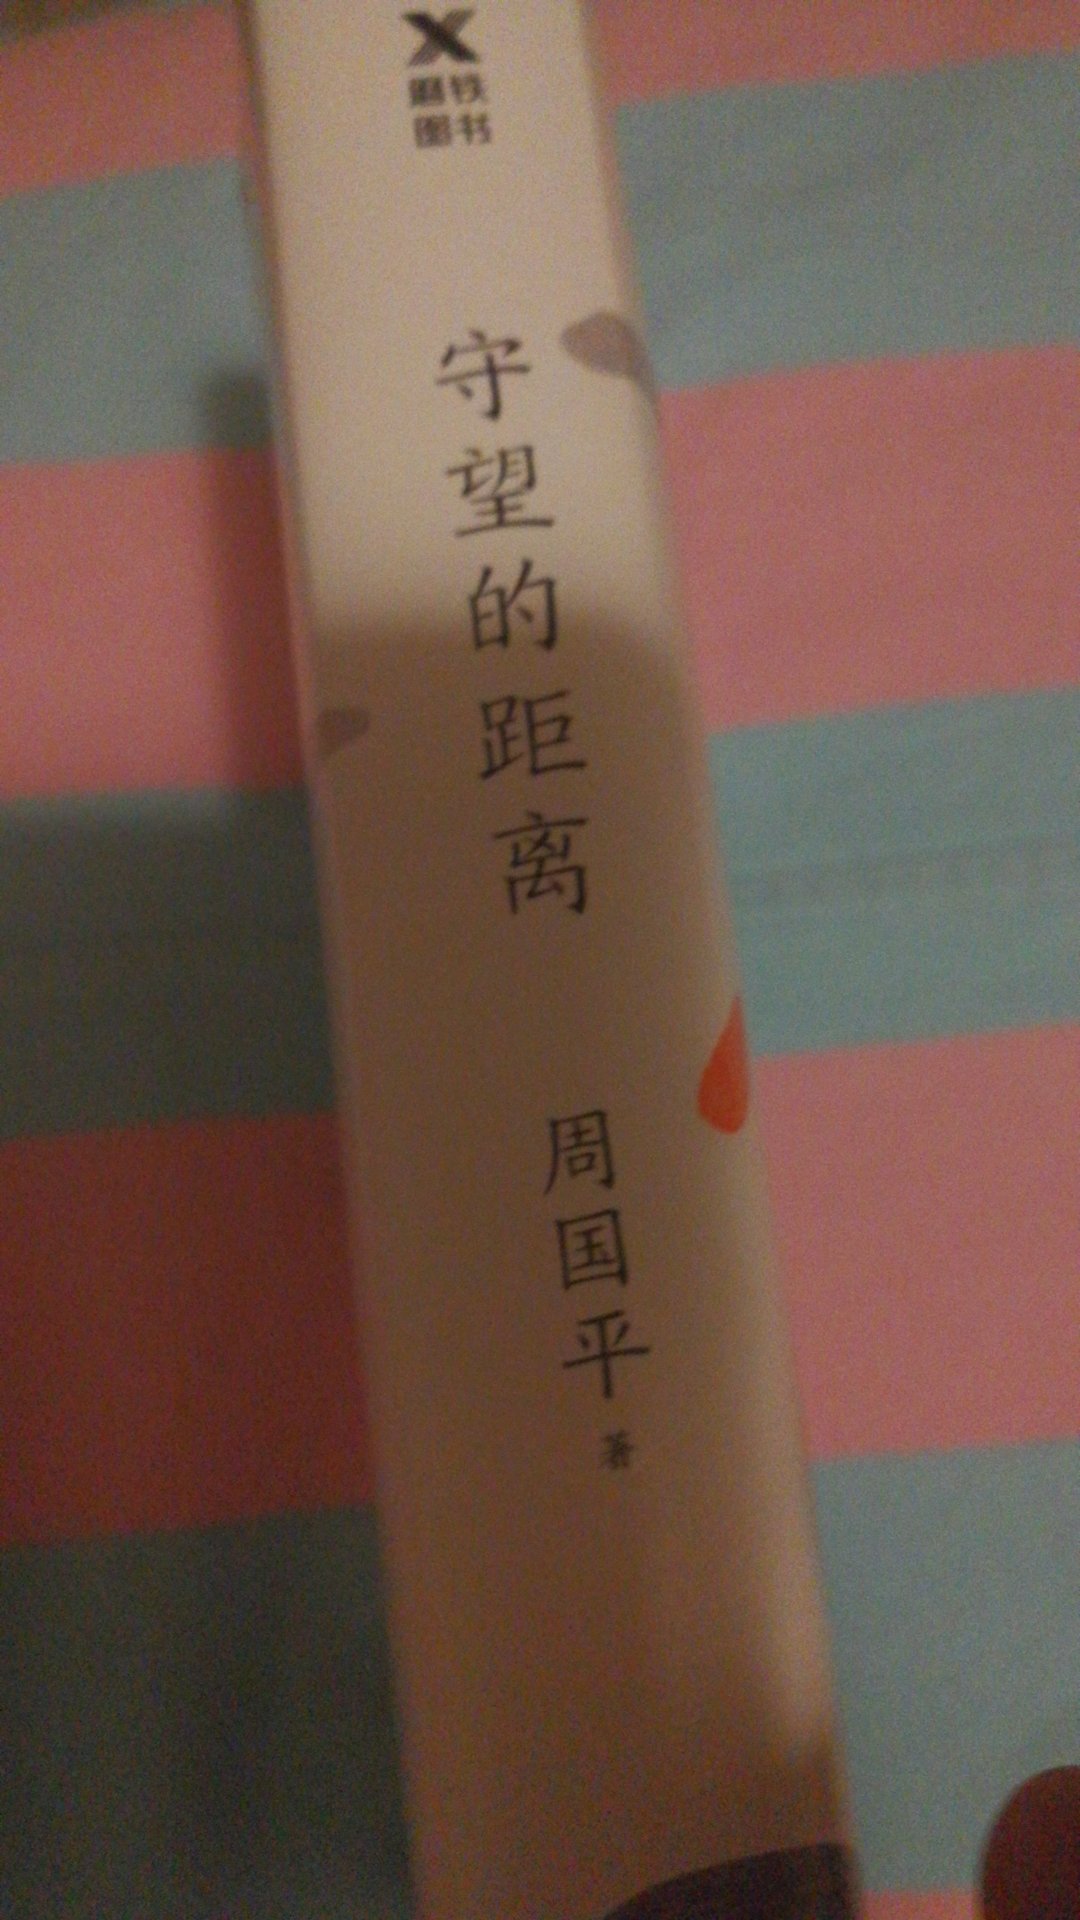 磨铁
图书
守望的距离
周国平 著